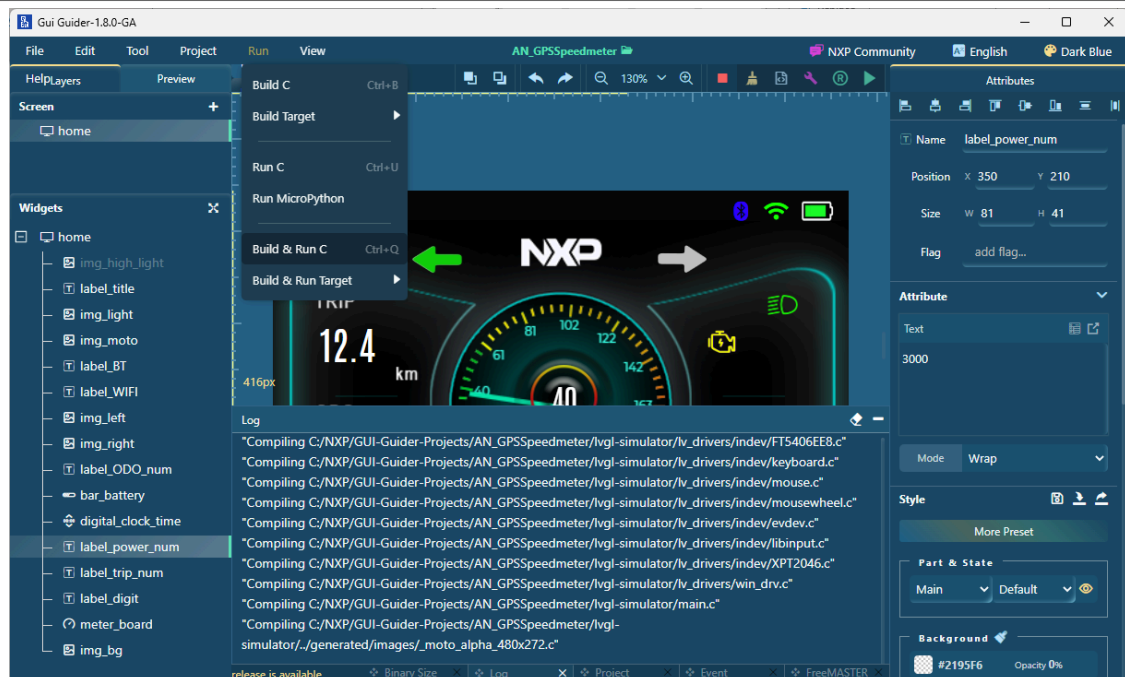 Gui Guider-1.8.0-GA
File Edit Tool Project Run View AN_GPSSpeedmeter NXP Community English Dark Blue
Help Layers Preview
130%
Attributes
Screen +
home
Widgets
home
img_high_light
label_title
img_light
img_moto
label_BT
label_WIFI
img_left
img_right
label_ODO_num
bar_battery
digital_clock_time
label_power_num
label_trip_num
label_digit
meter_board
img_bg
Build C Ctrl+B
Build Target
Run C Ctrl+U
Run MicroPython
Build & Run C Ctrl+Q
Build & Run Target
416px
NXP
TRIP
12.4
km
40
61
81
102
122
142
163
40
Log
"Compiling C:/NXP/GUI-Guider-Projects/AN_GPSSpeedmeter/lvgl-simulator/lv_drivers/indev/FT5406EE8.c"
"Compiling C:/NXP/GUI-Guider-Projects/AN_GPSSpeedmeter/lvgl-simulator/lv_drivers/indev/keyboard.c"
"Compiling C:/NXP/GUI-Guider-Projects/AN_GPSSpeedmeter/lvgl-simulator/lv_drivers/indev/mouse.c"
"Compiling C:/NXP/GUI-Guider-Projects/AN_GPSSpeedmeter/lvgl-simulator/lv_drivers/indev/mousewheel.c"
"Compiling C:/NXP/GUI-Guider-Projects/AN_GPSSpeedmeter/lvgl-simulator/lv_drivers/indev/evdev.c"
"Compiling C:/NXP/GUI-Guider-Projects/AN_GPSSpeedmeter/lvgl-simulator/lv_drivers/indev/libinput.c"
"Compiling C:/NXP/GUI-Guider-Projects/AN_GPSSpeedmeter/lvgl-simulator/lv_drivers/indev/XPT2046.c"
"Compiling C:/NXP/GUI-Guider-Projects/AN_GPSSpeedmeter/lvgl-simulator/lv_drivers/win_drv.c"
"Compiling C:/NXP/GUI-Guider-Projects/AN_GPSSpeedmeter/lvgl-simulator/main.c"
"Compiling C:/NXP/GUI-Guider-Projects/AN_GPSSpeedmeter/lvgl-
simulator/../generated/images/_moto_alpha_480x272.c"
release is available
Binary Size Log X Project Event FreeMASTER
Name label_power_num
Position X 350 Y 210
Size W 81 H 41
Flag add flag...
Attribute
Text
3000
Mode Wrap
Style
More Preset
Part & State
Main Default
Background
#2195F6 Opacity 0%